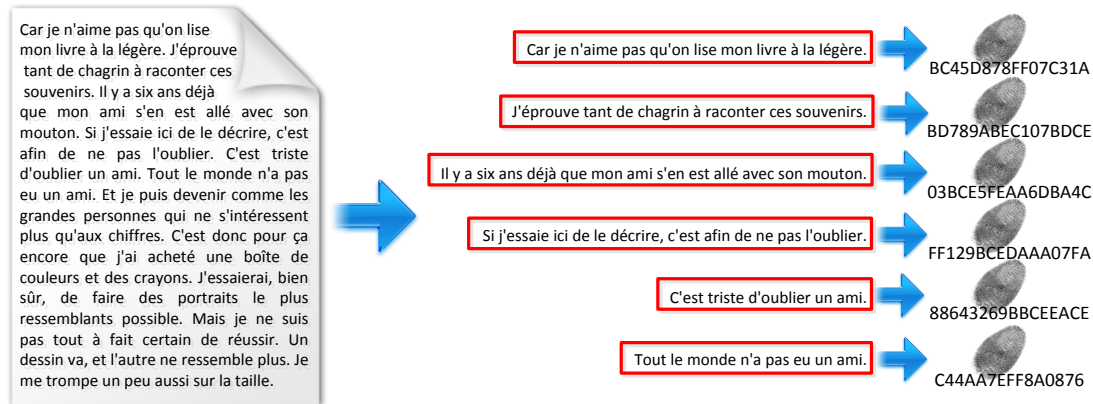 Car je n'aime pas qu'on lise
mon livre à la légère. J'éprouve
tant de chagrin à raconter ces
souvenirs. Il y a six ans déjà
que mon ami s'en est allé avec son
mouton. Si j'essaie ici de le décrire, c'est
afin de ne pas l'oublier. C'est triste
d'oublier un ami. Tout le monde n'a pas
eu un ami. Et je puis devenir comme les
grandes personnes qui ne s'intéressent
plus qu'aux chiffres. C'est donc pour ça
encore que j'ai acheté une boîte de
couleurs et des crayons. J'essaierai, bien
sûr, de faire des portraits le plus
ressemblants possible. Mais je ne suis
pas tout à fait certain de réussir. Un
dessin va, et l'autre ne ressemble plus. Je
me trompe un peu aussi sur la taille.
Car je n'aime pas qu'on lise mon livre à la légère.
BC45D878FF07C31A
J'éprouve tant de chagrin à raconter ces souvenirs.
BD789ABEC107BDCE
Il y a six ans déjà que mon ami s'en est allé avec son mouton.
03BCE5FEAA6DBA4C
Si j'essaie ici de le décrire, c'est afin de ne pas l'oublier.
FF129BCEDAAA07FA
C'est triste d'oublier un ami.
88643269BBCEEACE
Tout le monde n'a pas eu un ami.
C44AA7EFF8A0876